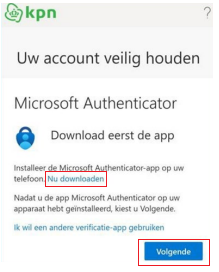 kpn
?
Uw account veilig houden
Microsoft Authenticator
Download eerst de app
Installeer de Microsoft Authenticator-app op uw
telefoon. Nu downloaden
Nadat u de app Microsoft Authenticator op uw
apparaat hebt geïnstalleerd, kiest u Volgende.
Ik wil een andere verificatie-app gebruiken
Volgende